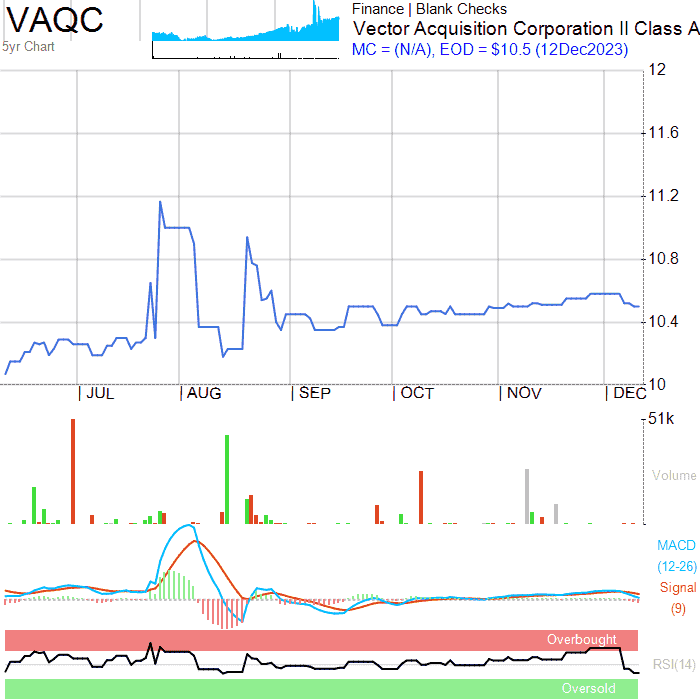 VAQC
5yr Chart
Finance | Blank Checks
Vector Acquisition Corporation II Class A
MC = (N/A), EOD = $10.5 (12Dec2023)
12
11.6
11.2
10.8
10.4
10
| JUL | AUG | SEP | OCT | NOV | DEC
51k
Volume
MACD
(12-26)
Signal
(9)
Overbought
RSI(14)
Oversold